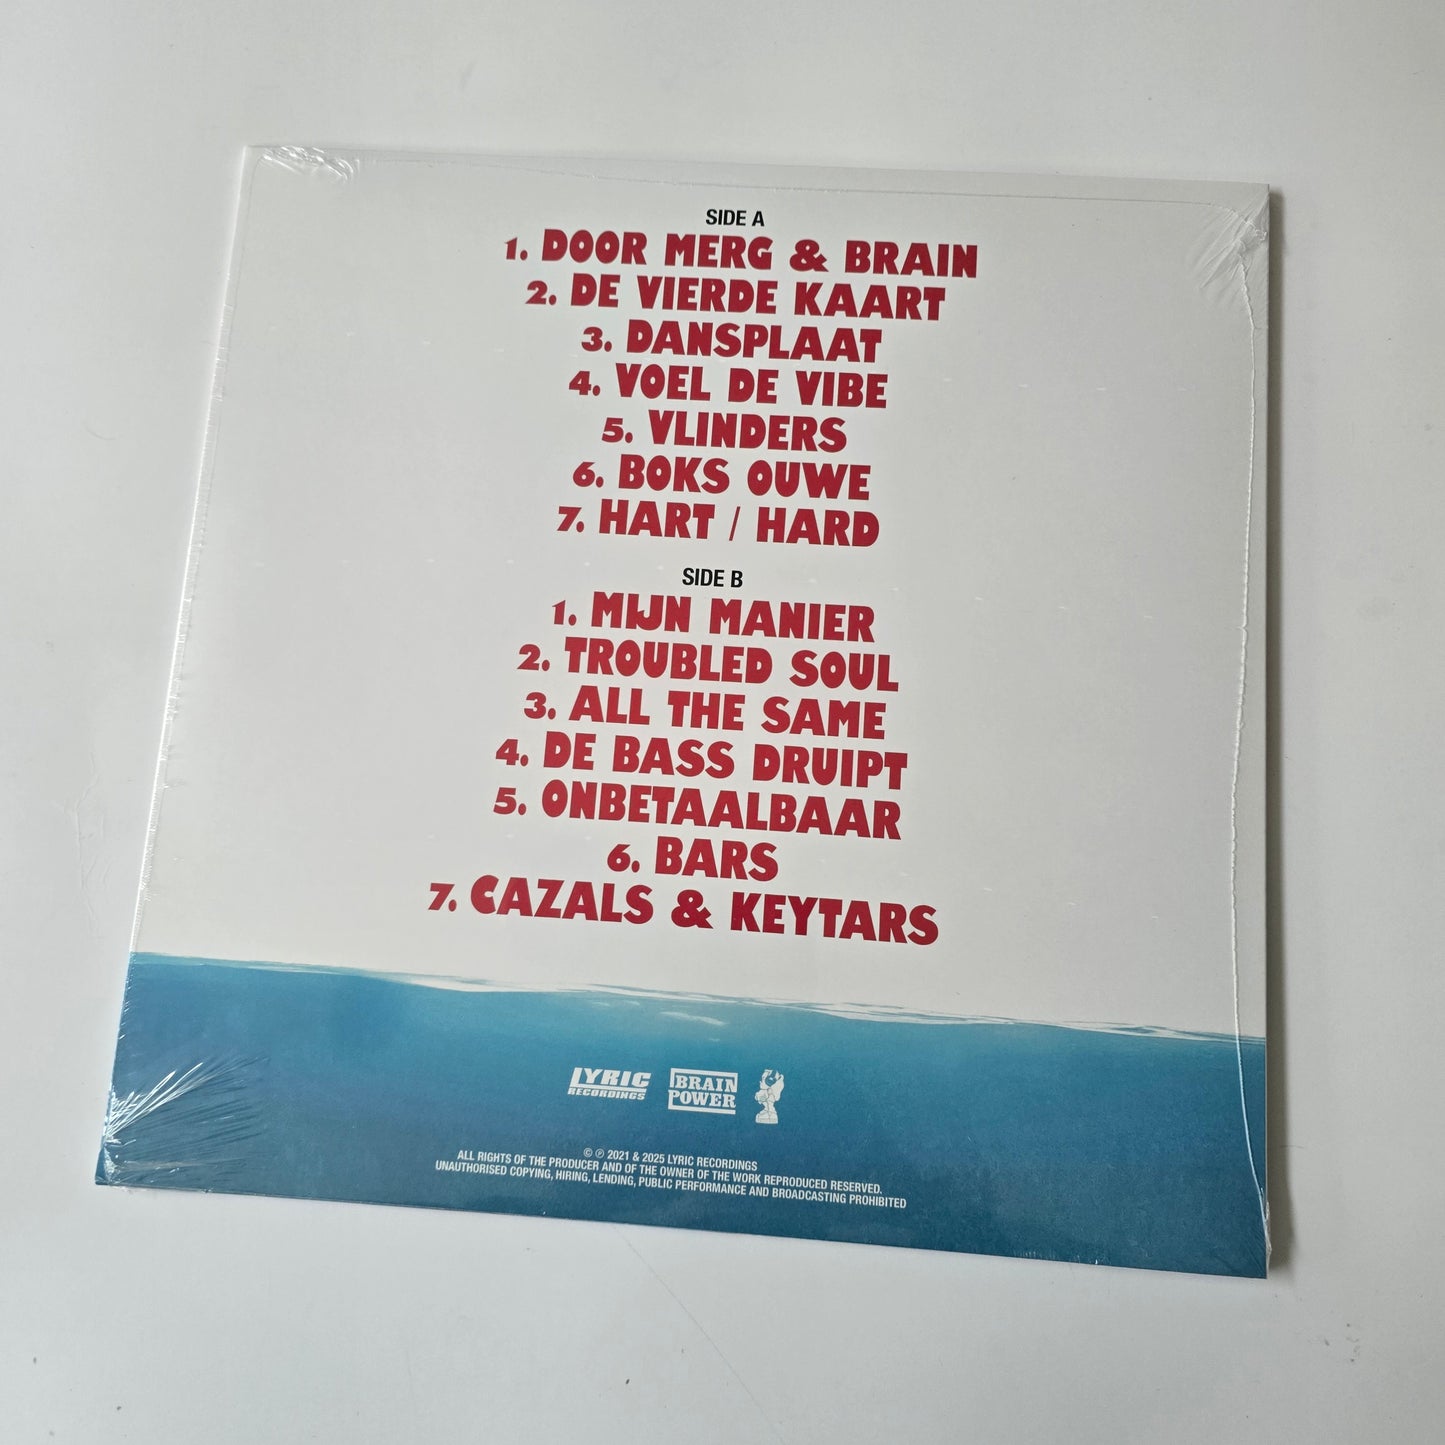 SIDE A
1. DOOR MERG & BRAIN
2. DE VIERDE KAART
3. DANSPLAAT
4. VOEL DE VIBE
5. VLINDERS
6. BOKS OUWE
7. HART / HARD
SIDE B
1. MIJN MANIER
2. TROUBLED SOUL
3. ALL THE SAME
4. DE BASS DRUIPT
5. ONBETAALBAAR
6. BARS
7. CAZALS & KEYTARS
LYRIC
RECORDINGS
BRAIN
POWER
© ℗ 2021 & 2025 LYRIC RECORDINGS
ALL RIGHTS OF THE PRODUCER AND OF THE OWNER OF THE WORK REPRODUCED RESERVED.
UNAUTHORISED COPYING, HIRING, LENDING, PUBLIC PERFORMANCE AND BROADCASTING PROHIBITED